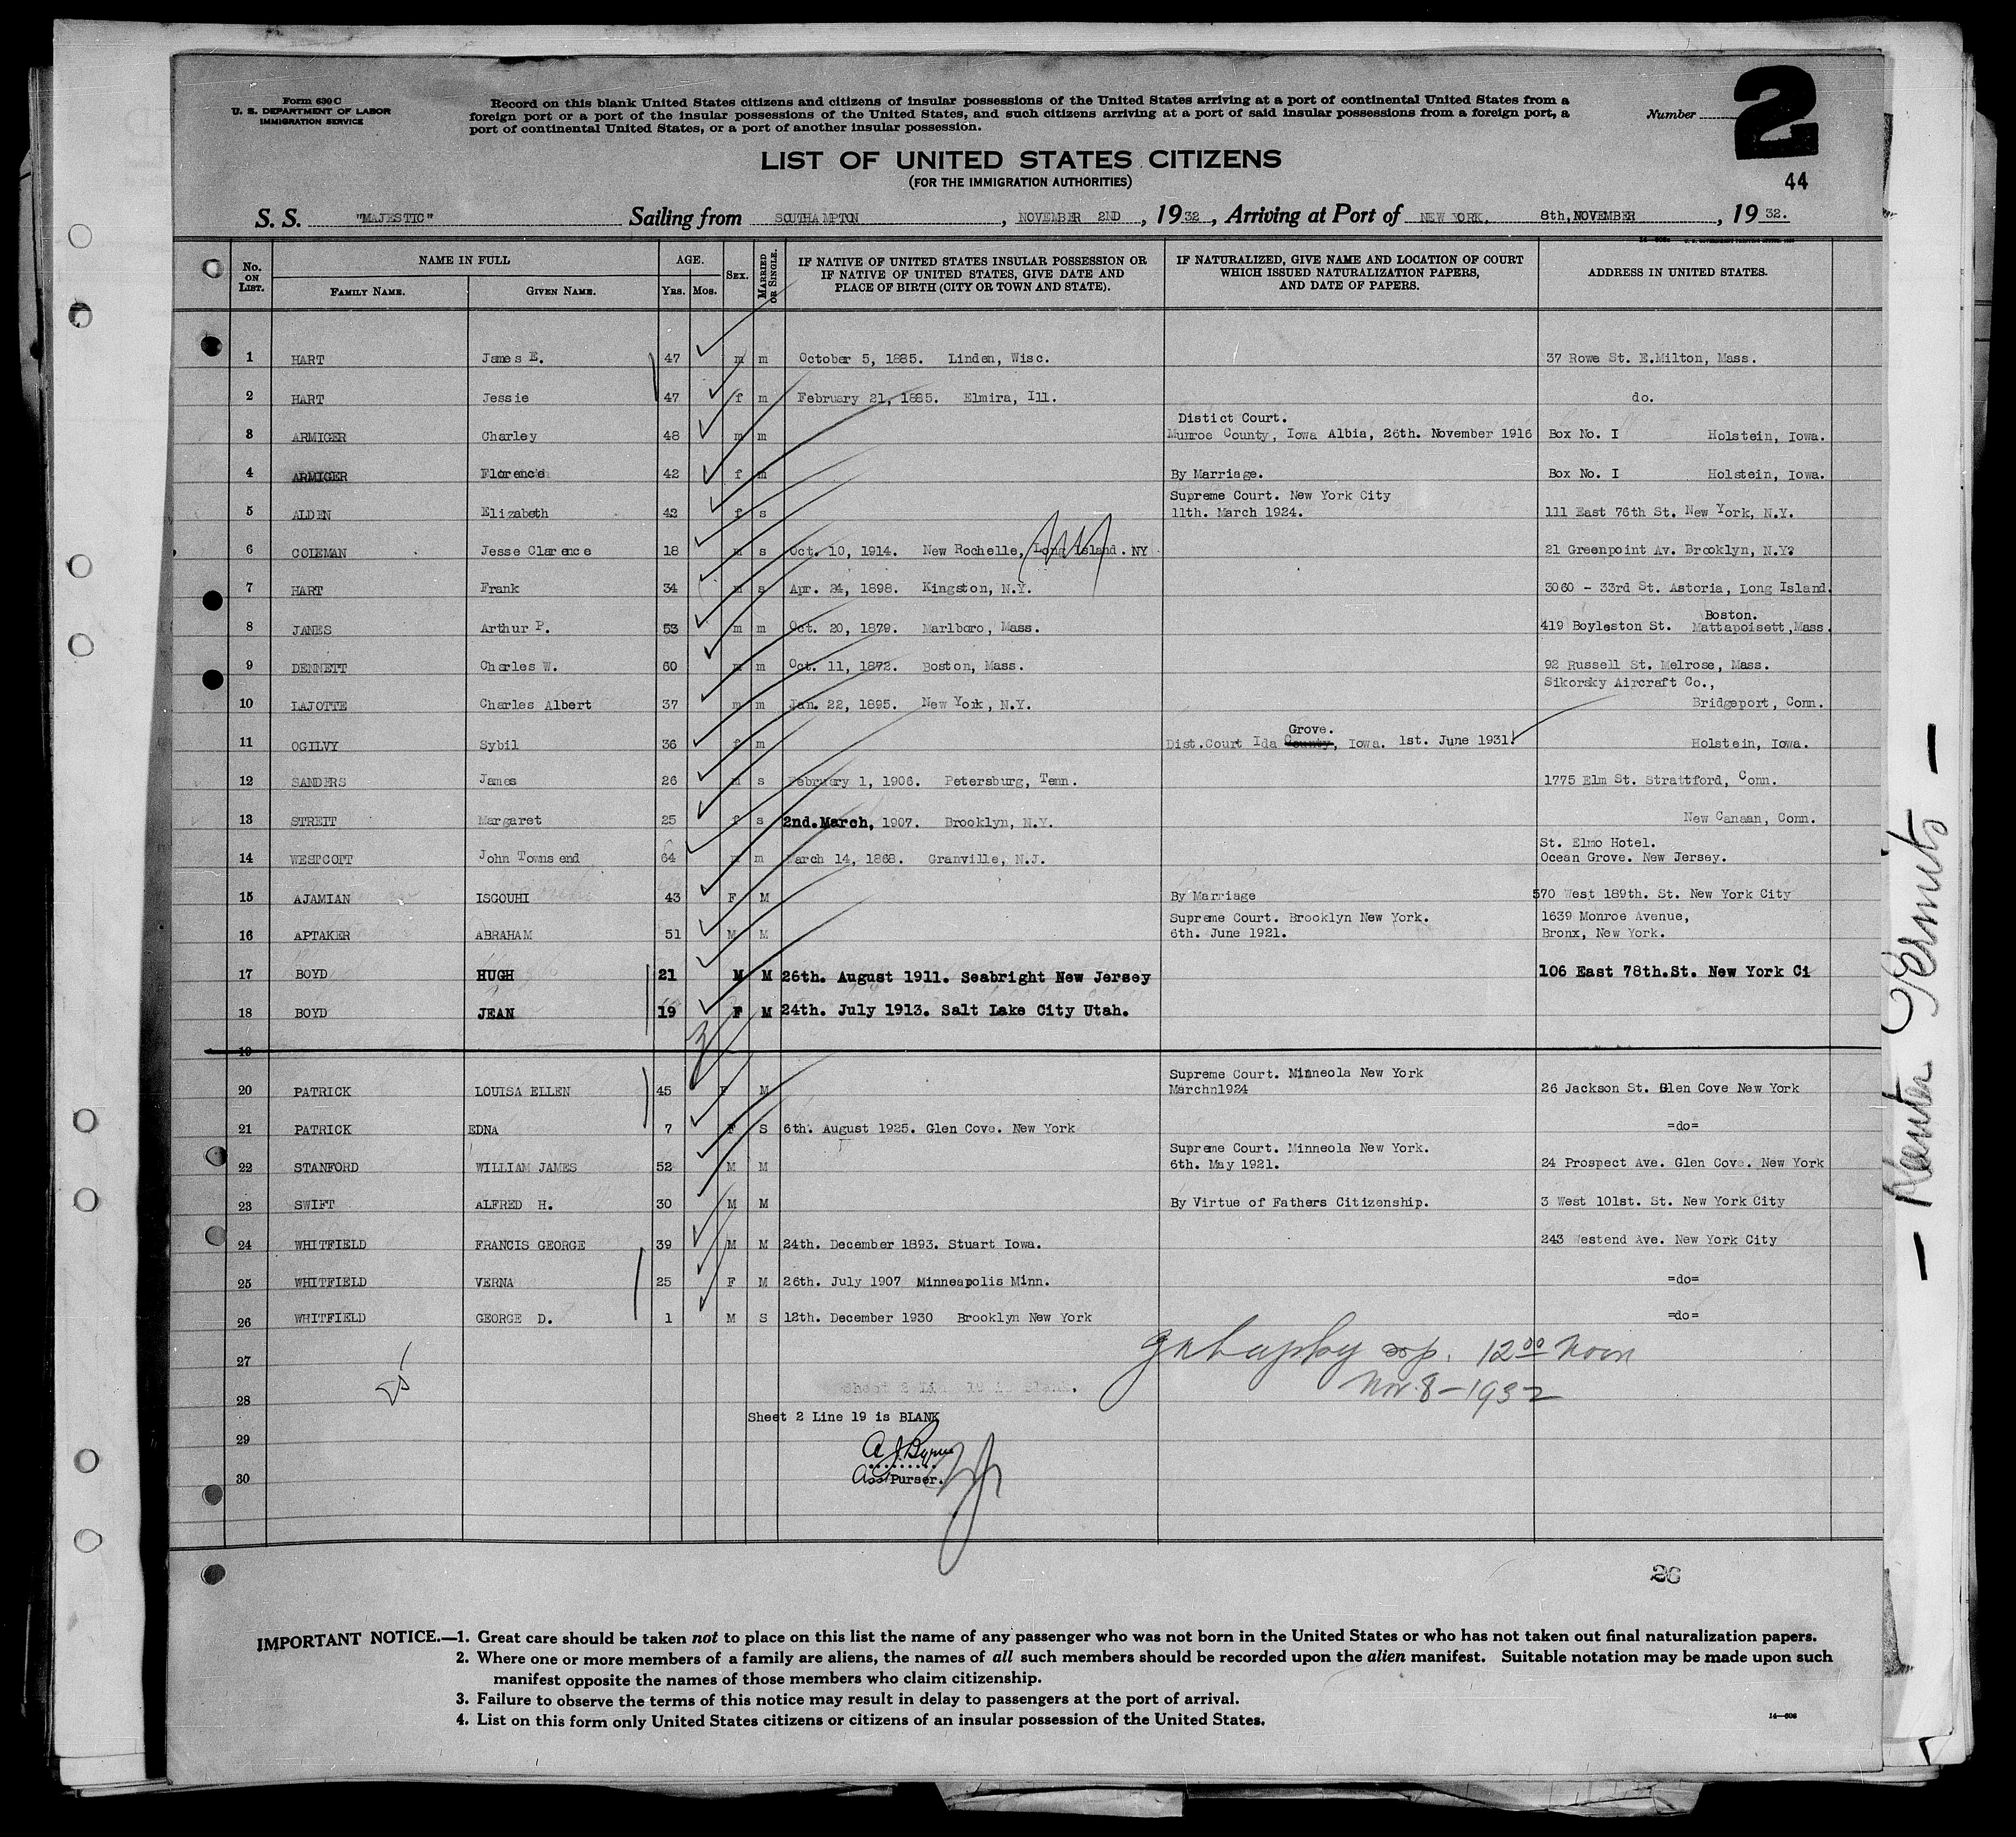 Form 630 C
U. S. DEPARTMENT OF LABOR
IMMIGRATION SERVICE
Record on this blank United States citizens and citizens of insular possessions of the United States arriving at a port of continental United States from a
foreign port or a port of the insular possessions of the United States, and such citizens arriving at a port of said insular possessions from a foreign port, a
port of continental United States, or a port of another insular possession.
Number 2
44
LIST OF UNITED STATES CITIZENS
(FOR THE IMMIGRATION AUTHORITIES)
S. S. "MAJESTIC" Sailing from SOUTHAMPTON, NOVEMBER 2ND, 1932, Arriving at Port of NEW YORK. 8th, NOVEMBER, 1932.
No. ON LIST. NAME IN FULL FAMILY NAME. GIVEN NAME. AGE. YRS. MOS. SEX. MARRIED OR SINGLE. IF NATIVE OF UNITED STATES INSULAR POSSESSION OR IF NATIVE OF UNITED STATES, GIVE DATE AND PLACE OF BIRTH (CITY OR TOWN AND STATE). IF NATURALIZED, GIVE NAME AND LOCATION OF COURT WHICH ISSUED NATURALIZATION PAPERS, AND DATE OF PAPERS. ADDRESS IN UNITED STATES.
1 HART James E. 47 m m October 5, 1885. Linden, Wisc. 37 Rowe St. E.Milton, Mass.
2 HART Jessie 47 f m February 21, 1885. Elmira, Ill. do.
Distict Court.
3 ARMIGER Charley 48 m m Munroe County, Iowa Albia, 26th. November 1916 Box No. I Holstein, Iowa.
4 ARMIGER Florence 42 f m By Marriage. Box No. I Holstein, Iowa.
Supreme Court. New York City
5 ALDEN Elizabeth 42 f s 11th. March 1924. 111 East 76th St. New York, N.Y.
6 COLEMAN Jesse Clarence 18 m s Oct. 10, 1914. New Rochelle, Long Island. NY 21 Greenpoint Av. Brooklyn, N.Y?
7 HART Frank 34 m s Apr. 24, 1898. Kingston, N.Y. 3060 - 33rd St. Astoria, Long Island.
Boston.
8 JANES Arthur P. 53 m m Oct. 20, 1879. Marlboro, Mass. 419 Boyleston St. Mattapoisett, Mass.
9 DENNETT Charles W. 60 m m Oct. 11, 1872. Boston, Mass. 92 Russell St. Melrose, Mass.
Sikorsky Aircraft Co.,
10 LAJOTTE Charles Albert 37 m m Jan. 22, 1895. New York, N.Y. Bridgeport, Conn.
Grove.
11 OGILVY Sybil 36 f m Dist.Court Ida County, Iowa. 1st. June 1931. Holstein, Iowa.
12 SANDERS James 26 m s February 1, 1906. Petersburg, Tenn. 1775 Elm St. Strattford, Conn.
13 STREIT Margaret 25 f s 2nd.March, 1907. Brooklyn, N.Y. New Canaan, Conn.
St. Elmo Hotel.
14 WESTCOTT John Townsend 64 m m March 14, 1868. Granville, N.J. Ocean Grove. New Jersey.
15 AJAMIAN ISGOUHI 43 F M By Marriage 570 West 189th. St. New York City
Supreme Court. Brooklyn New York. 1639 Monroe Avenue,
16 APTAKER ABRAHAM 51 M M 6th. June 1921. Bronx, New York.
17 BOYD HUGH 21 M M 26th. August 1911. Seabright New Jersey 106 East 78th.St. New York Ci
18 BOYD JEAN 19 F M 24th. July 1913. Salt Lake City Utah.
19
Supreme Court. Minneola New York
20 PATRICK LOUISA ELLEN 45 F M Marchn1924 26 Jackson St. Glen Cove New York
21 PATRICK EDNA 7 F S 6th. August 1925. Glen Cove. New York =do=
Supreme Court. Minneola New York.
22 STANFORD WILLIAM JAMES 52 M M 6th. May 1921. 24 Prospect Ave. Glen Cove. New York
23 SWIFT ALFRED H. 30 M M By Virtue of Fathers Citizenship. 3 West 101st. St. New York City
24 WHITFIELD FRANCIS GEORGE 39 M M 24th. December 1893. Stuart Iowa. 243 Westend Ave. New York City
25 WHITFIELD VERNA 25 F M 26th. July 1907 Minneapolis Minn. =do=
26 WHITFIELD GEORGE D. 1 M S 12th. December 1930 Brooklyn New York =do=
27 12 00 Noon
Nov. 8-1932
28 Sheet 2 Line 19 is Blank.
Sheet 2 Line 19 is BLANK
29 A J Byrne
30 Ass Purser.
26
IMPORTANT NOTICE.—1. Great care should be taken not to place on this list the name of any passenger who was not born in the United States or who has not taken out final naturalization papers.
2. Where one or more members of a family are aliens, the names of all such members should be recorded upon the alien manifest. Suitable notation may be made upon such
manifest opposite the names of those members who claim citizenship.
3. Failure to observe the terms of this notice may result in delay to passengers at the port of arrival.
4. List on this form only United States citizens or citizens of an insular possession of the United States.
14—606
- Reenter Permits -